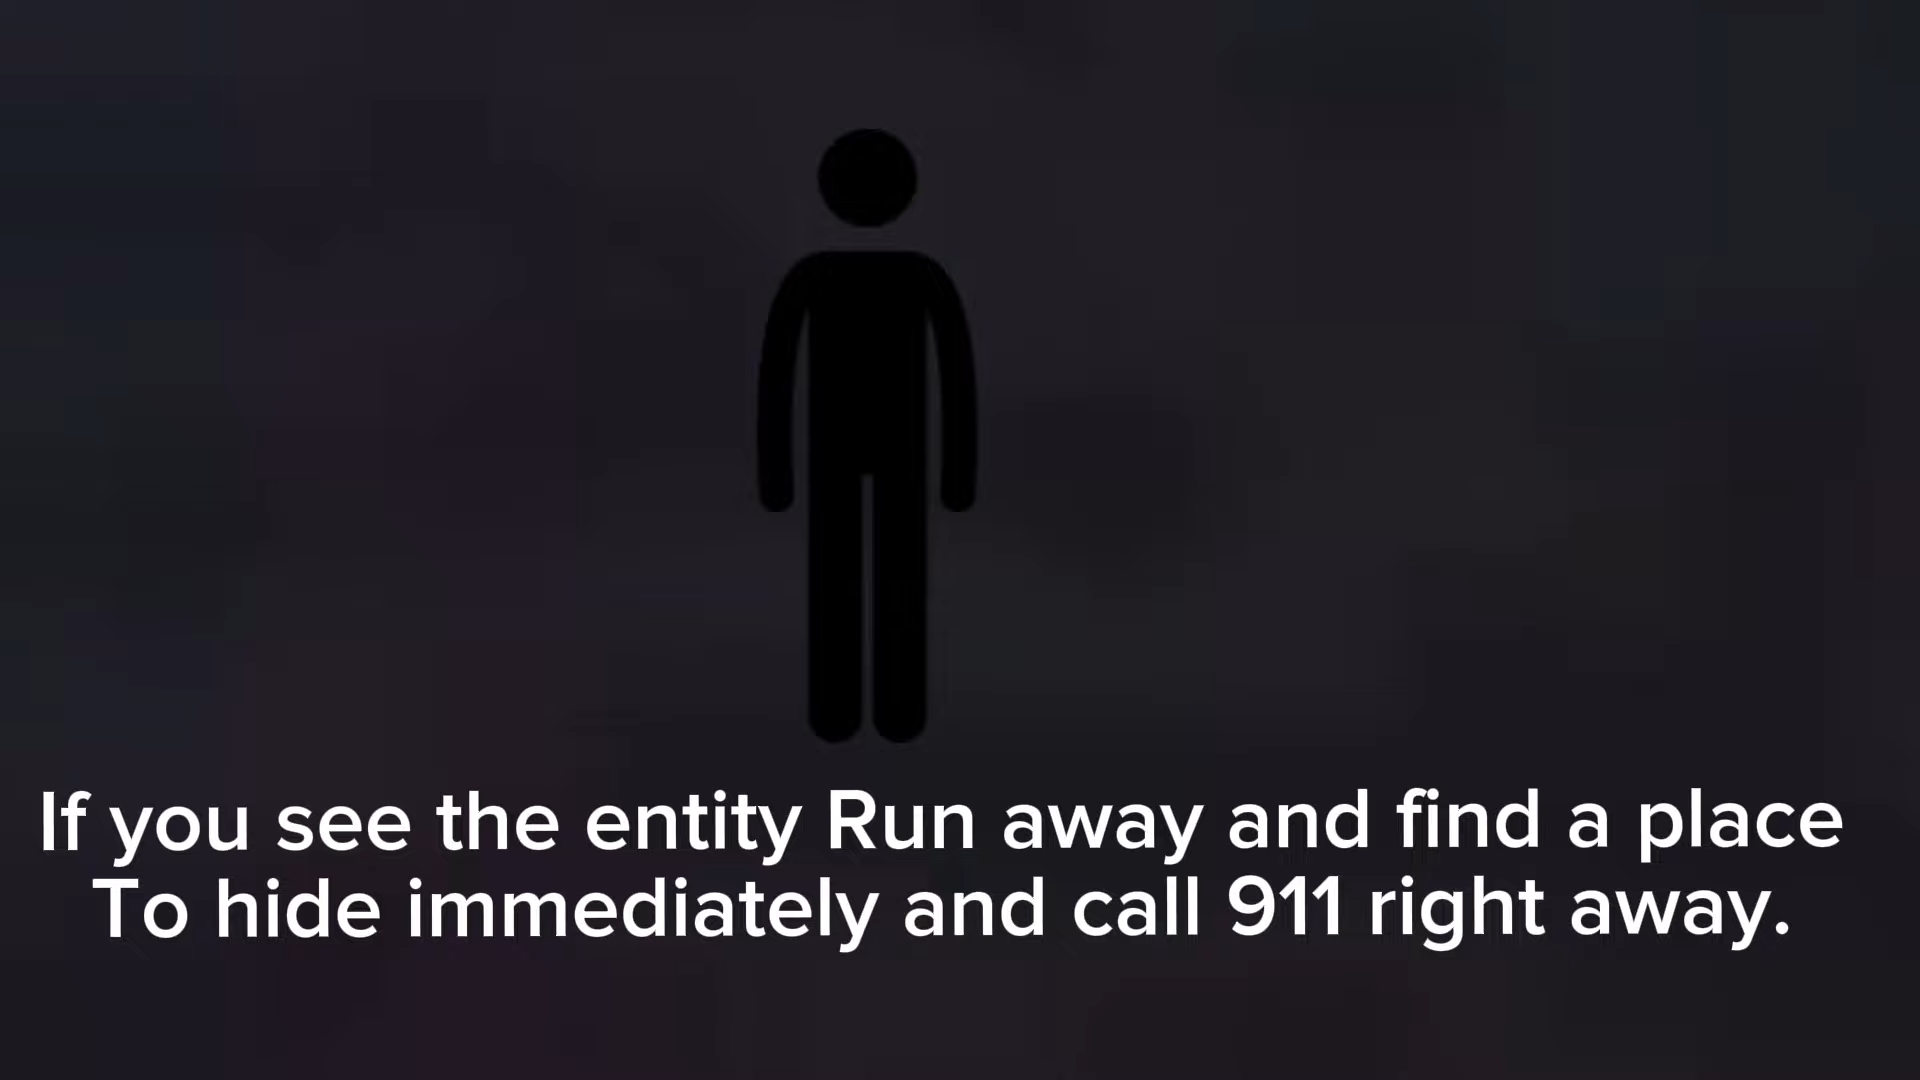 If you see the entity Run away and find a place
To hide immediately and call 911 right away.